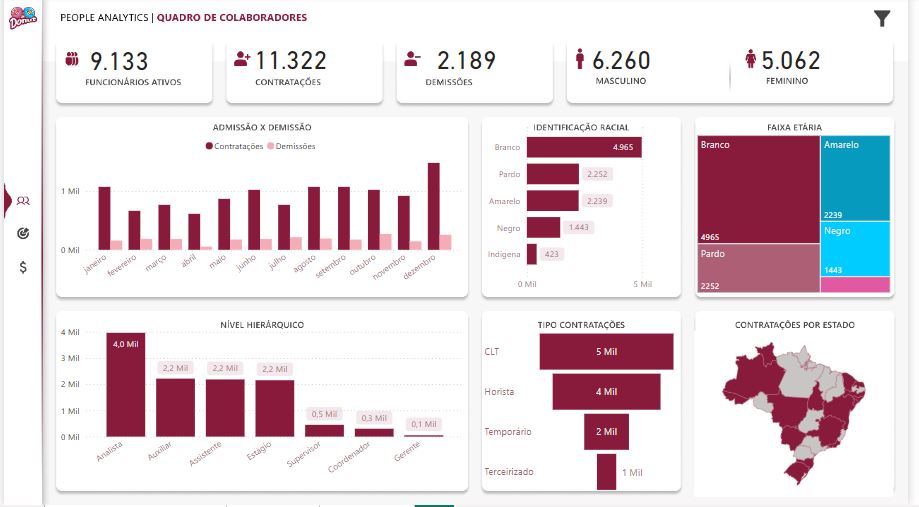 Domco
PEOPLE ANALYTICS | QUADRO DE COLABORADORES
9.133
FUNCIONÁRIOS ATIVOS
11.322
CONTRATAÇÕES
2.189
DEMISSÕES
6.260
MASCULINO
5.062
FEMININO
ADMISSÃO X DEMISSÃO
Contratações Demissões
1 Mil
0 Mil
janeiro fevereiro março abril maio junho julho agosto setembro outubro novembro dezembro
IDENTIFICAÇÃO RACIAL
Branco 4.965
Pardo 2.252
Amarelo 2.239
Negro 1.443
Indígena 423
0 Mil 5 Mil
FAIXA ETÁRIA
Branco
4965
Pardo
2252
Amarelo
2239
Negro
1443
NÍVEL HIERÁRQUICO
4 Mil
3 Mil
2 Mil
1 Mil
0 Mil
4,0 Mil 2,2 Mil 2,2 Mil 2,2 Mil 0,5 Mil 0,3 Mil 0,1 Mil
Analista Auxiliar Assistente Estágio Supervisor Coordenador Gerente
TIPO CONTRATAÇÕES
CLT 5 Mil
Horista 4 Mil
Temporário 2 Mil
Terceirizado 1 Mil
CONTRATAÇÕES POR ESTADO